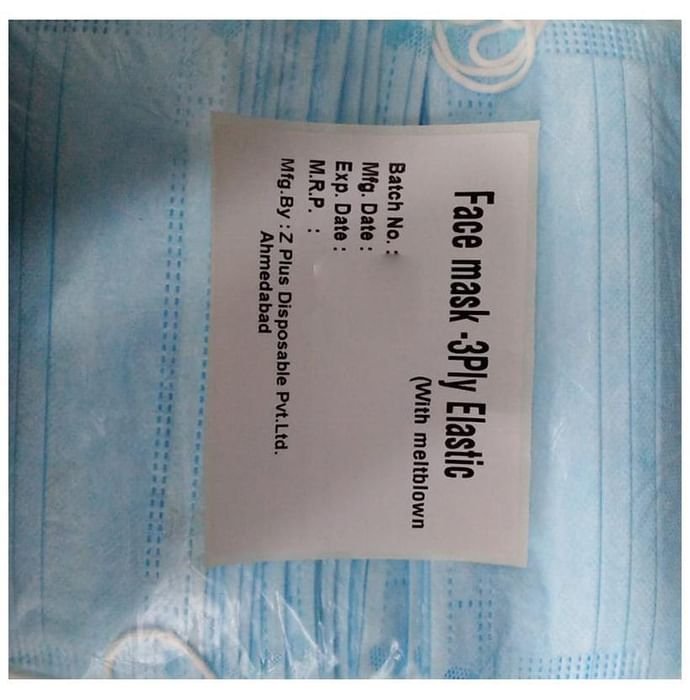 Face mask -3Ply Elastic
(With meltblown
Batch No. :
Mfg. Date :
Exp. Date :
M.R.P. :
Mfg.By : Z Plus Disposable Pvt.Ltd.
Ahmedabad